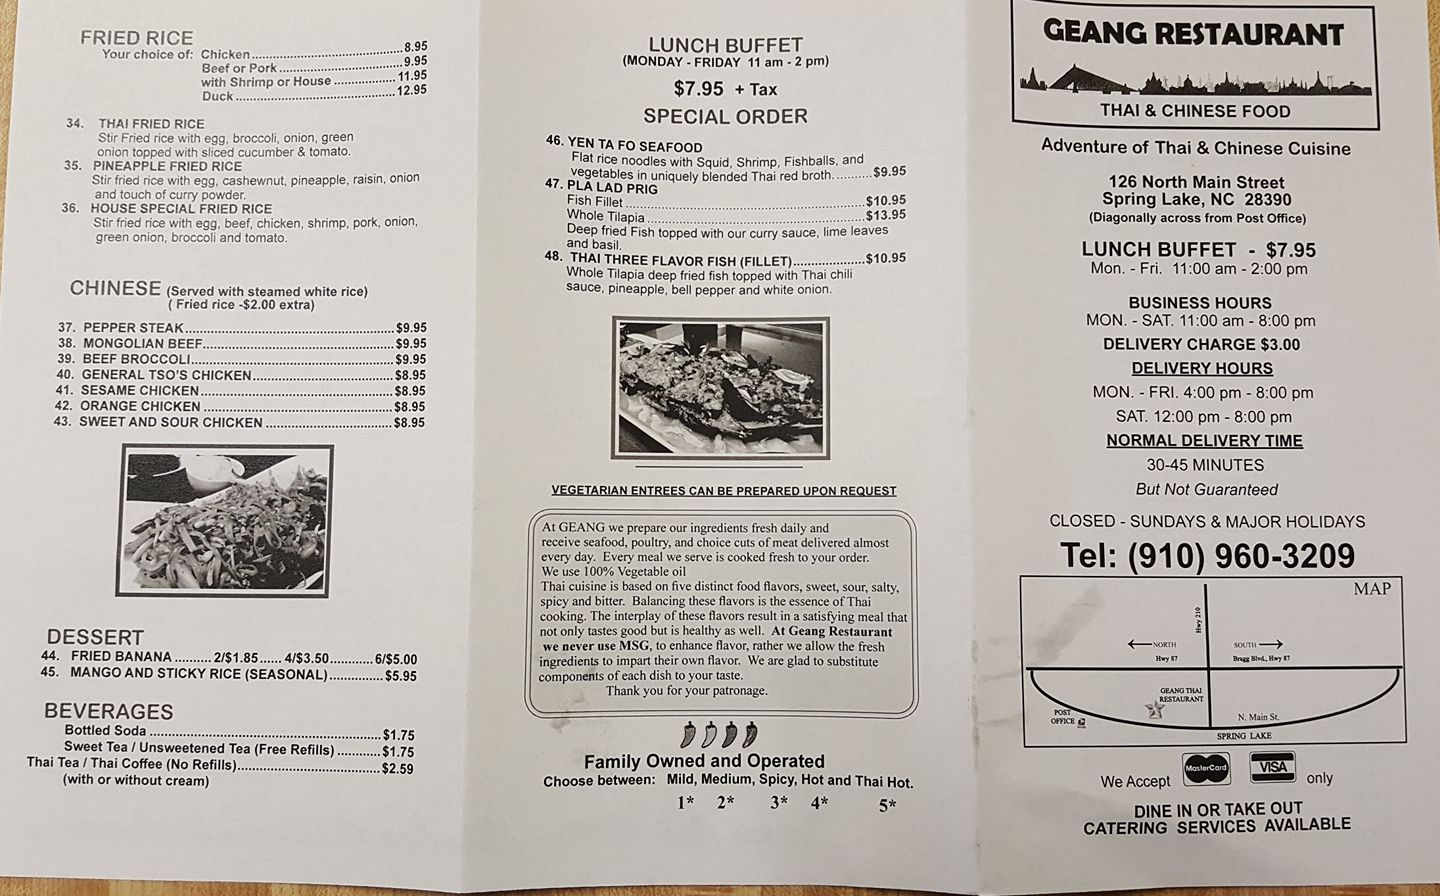 FRIED RICE
Your choice of: Chicken ........ 8.95
Beef or Pork ........ 9.95
with Shrimp or House ........ 11.95
Duck ........ 12.95
34. THAI FRIED RICE
Stir Fried rice with egg, broccoli, onion, green
onion topped with sliced cucumber & tomato.
35. PINEAPPLE FRIED RICE
Stir fried rice with egg, cashewnut, pineapple, raisin, onion
and touch of curry powder.
36. HOUSE SPECIAL FRIED RICE
Stir fried rice with egg, beef, chicken, shrimp, pork, onion,
green onion, broccoli and tomato.
CHINESE (Served with steamed white rice)
( Fried rice -$2.00 extra)
37. PEPPER STEAK ........ $9.95
38. MONGOLIAN BEEF ........ $9.95
39. BEEF BROCCOLI ........ $9.95
40. GENERAL TSO'S CHICKEN ........ $8.95
41. SESAME CHICKEN ........ $8.95
42. ORANGE CHICKEN ........ $8.95
43. SWEET AND SOUR CHICKEN ........ $8.95
DESSERT
44. FRIED BANANA .......... 2/$1.85 ...... 4/$3.50 ............ 6/$5.00
45. MANGO AND STICKY RICE (SEASONAL) ........ $5.95
BEVERAGES
Bottled Soda ........ $1.75
Sweet Tea / Unsweetened Tea (Free Refills) ........ $1.75
Thai Tea / Thai Coffee (No Refills) ........ $2.59
(with or without cream)
LUNCH BUFFET
(MONDAY - FRIDAY 11 am - 2 pm)
$7.95 + Tax
SPECIAL ORDER
46. YEN TA FO SEAFOOD
Flat rice noodles with Squid, Shrimp, Fishballs, and
vegetables in uniquely blended Thai red broth. ........ $9.95
47. PLA LAD PRIG
Fish Fillet ........ $10.95
Whole Tilapia ........ $13.95
Deep fried Fish topped with our curry sauce, lime leaves
and basil.
48. THAI THREE FLAVOR FISH (FILLET) ........ $10.95
Whole Tilapia deep fried fish topped with Thai chili
sauce, pineapple, bell pepper and white onion.
VEGETARIAN ENTREES CAN BE PREPARED UPON REQUEST
At GEANG we prepare our ingredients fresh daily and
receive seafood, poultry, and choice cuts of meat delivered almost
every day. Every meal we serve is cooked fresh to your order.
We use 100% Vegetable oil
Thai cuisine is based on five distinct food flavors, sweet, sour, salty,
spicy and bitter. Balancing these flavors is the essence of Thai
cooking. The interplay of these flavors result in a satisfying meal that
not only tastes good but is healthy as well. At Geang Restaurant
we never use MSG, to enhance flavor, rather we allow the fresh
ingredients to impart their own flavor. We are glad to substitute
components of each dish to your taste.
Thank you for your patronage.
Family Owned and Operated
Choose between: Mild, Medium, Spicy, Hot and Thai Hot.
1* 2* 3* 4* 5*
GEANG RESTAURANT
THAI & CHINESE FOOD
Adventure of Thai & Chinese Cuisine
126 North Main Street
Spring Lake, NC 28390
(Diagonally across from Post Office)
LUNCH BUFFET - $7.95
Mon. - Fri. 11:00 am - 2:00 pm
BUSINESS HOURS
MON. - SAT. 11:00 am - 8:00 pm
DELIVERY CHARGE $3.00
DELIVERY HOURS
MON. - FRI. 4:00 pm - 8:00 pm
SAT. 12:00 pm - 8:00 pm
NORMAL DELIVERY TIME
30-45 MINUTES
But Not Guaranteed
CLOSED - SUNDAYS & MAJOR HOLIDAYS
Tel: (910) 960-3209
MAP
Hwy 210
NORTH
Hwy 87
SOUTH
Bragg Blvd., Hwy 87
GEANG THAI
RESTAURANT
POST
OFFICE
N. Main St.
SPRING LAKE
We Accept MasterCard VISA only
DINE IN OR TAKE OUT
CATERING SERVICES AVAILABLE